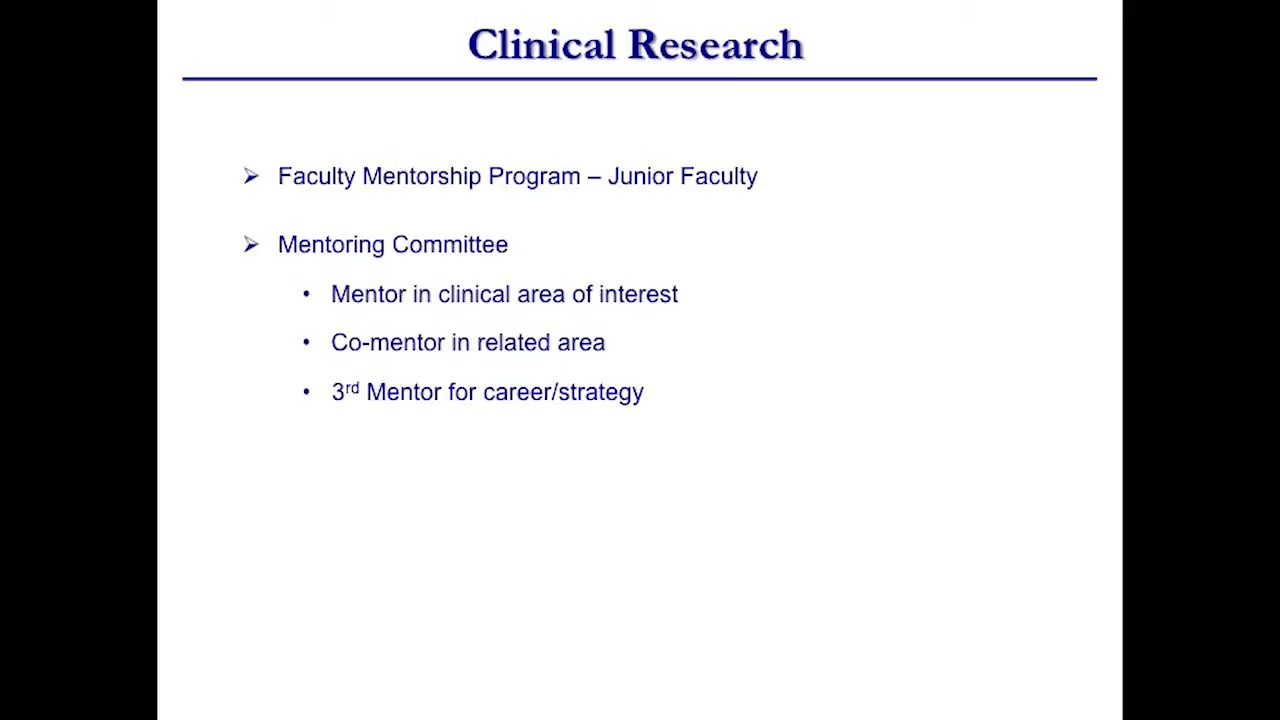 Clinical Research
➢ Faculty Mentorship Program – Junior Faculty
➢ Mentoring Committee
• Mentor in clinical area of interest
• Co-mentor in related area
• 3rd Mentor for career/strategy